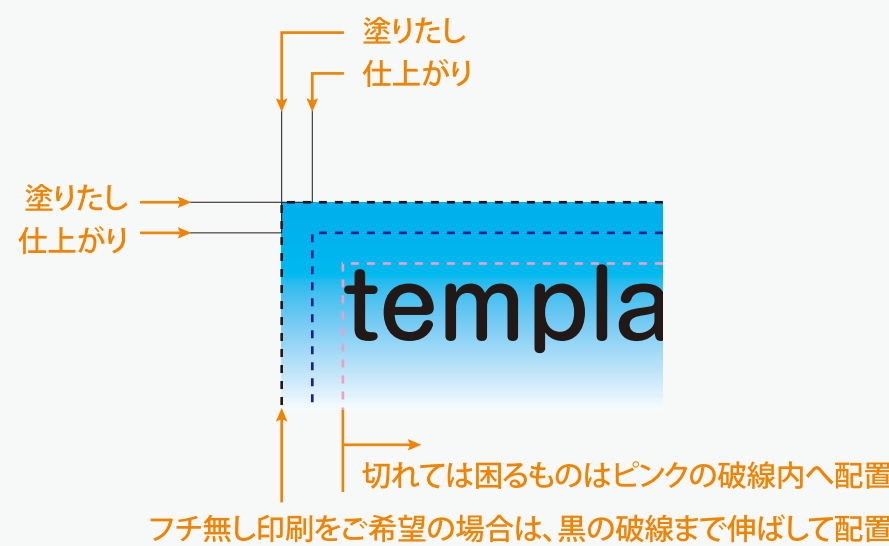 塗りたし
仕上がり
塗りたし
仕上がり
templa
切れては困るものはピンクの破線内へ配置
フチ無し印刷をご希望の場合は、黒の破線まで伸ばして配置